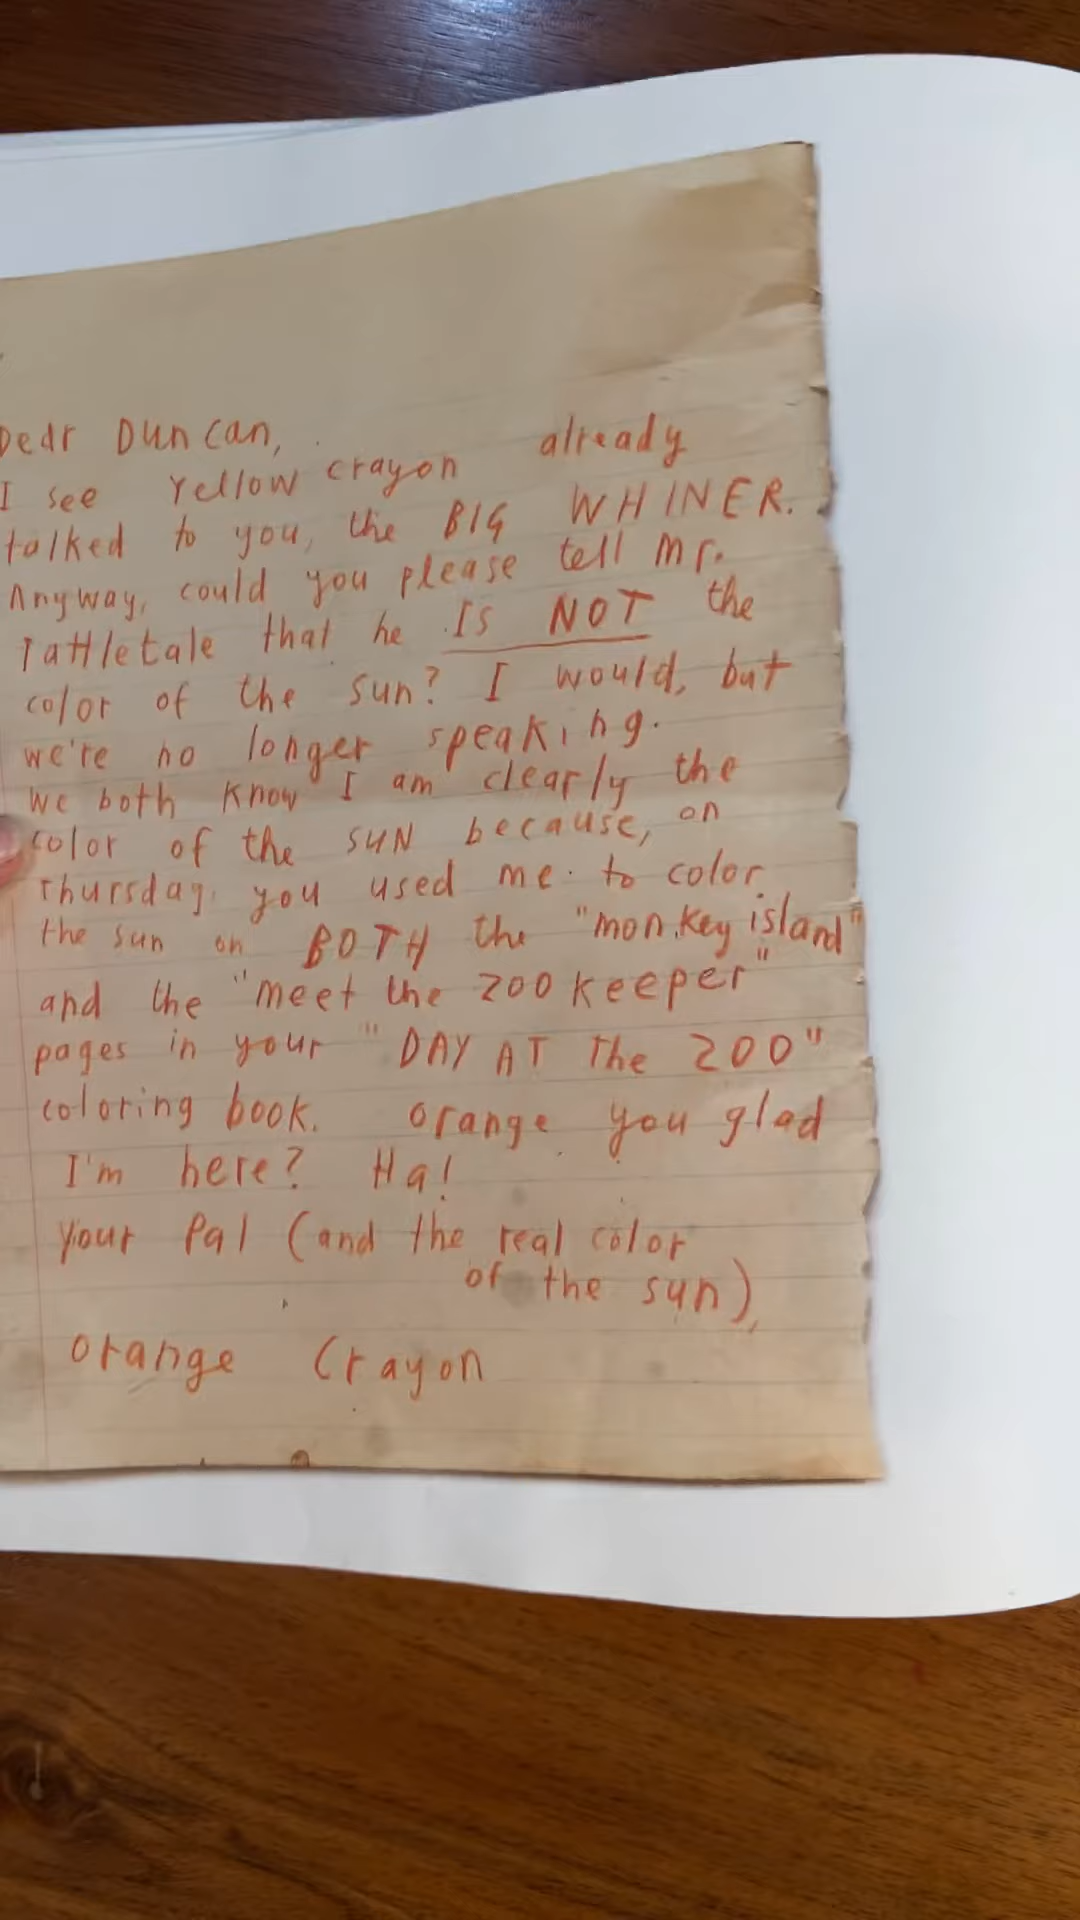 Dear Duncan,
I see Yellow crayon already
talked to you, the BIG WHINER.
Anyway, could you please tell Mr.
Tattletale that he IS NOT the
color of the sun? I would, but
we're no longer speaking.
We both know I am clearly the
color of the SUN because, on
Thursday, you used me to color
the sun on BOTH the "monkey island"
and the "meet the zoo keeper"
pages in your "DAY AT The ZOO"
coloring book. Orange you glad
I'm here? Ha!
Your Pal (and the real color
of the sun),
Orange Crayon